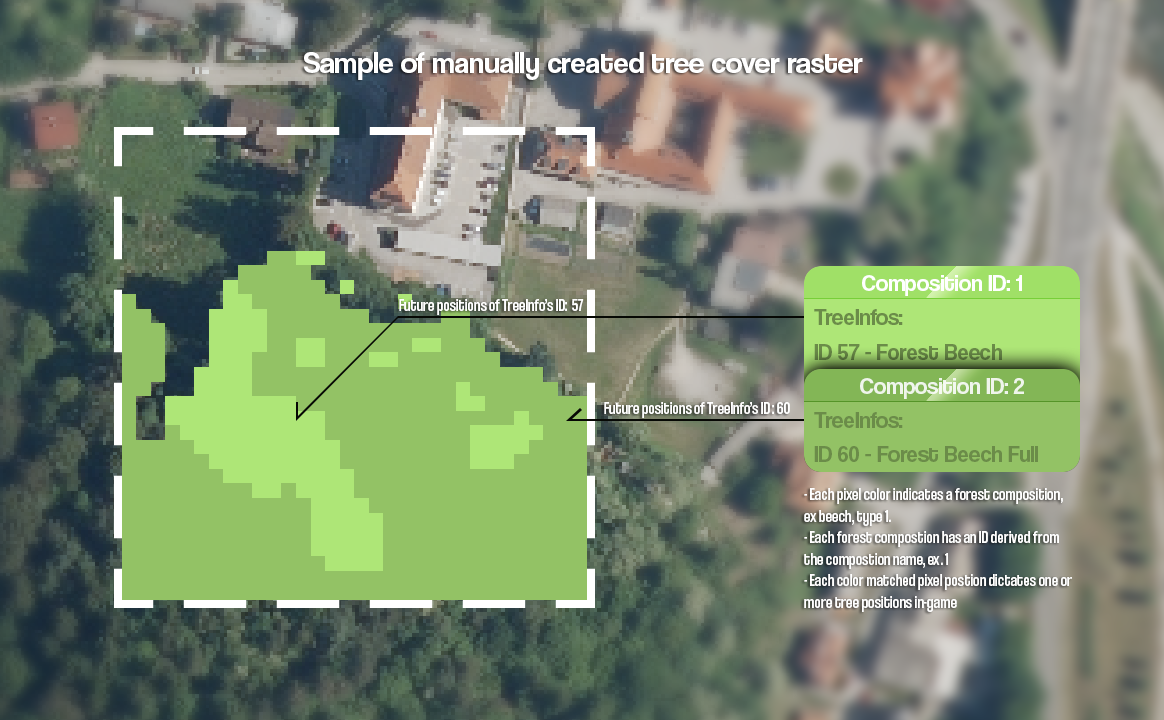 Sample of manually created tree cover raster
Future positions of TreeInfo's ID: 57
Composition ID: 1
TreeInfos:
ID 57 - Forest Beech
Future positions of TreeInfo's ID: 60
Composition ID: 2
TreeInfos:
ID 60 - Forest Beech Full
- Each pixel color indicates a forest composition,
ex beech, type 1.
- Each forest compostion has an ID derived from
the compostion name, ex. 1
- Each color matched pixel postion dictates one or
more tree positions in-game